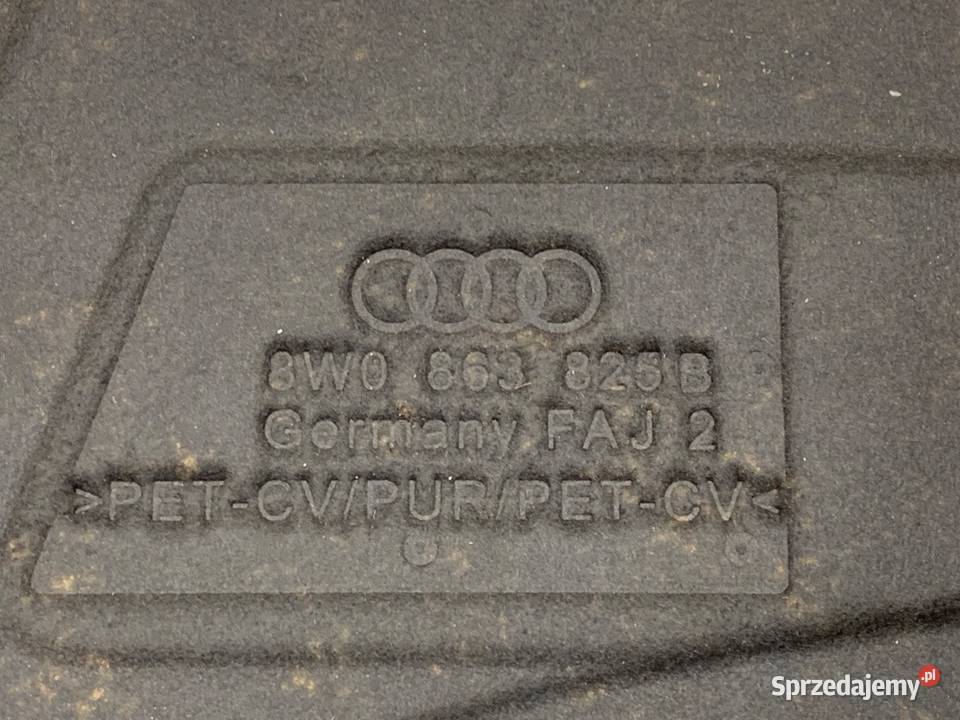 8W0 863 825 B
Germany FAJ 2
>PET-CV/PUR/PET-CV<
Sprzedajemy.pl